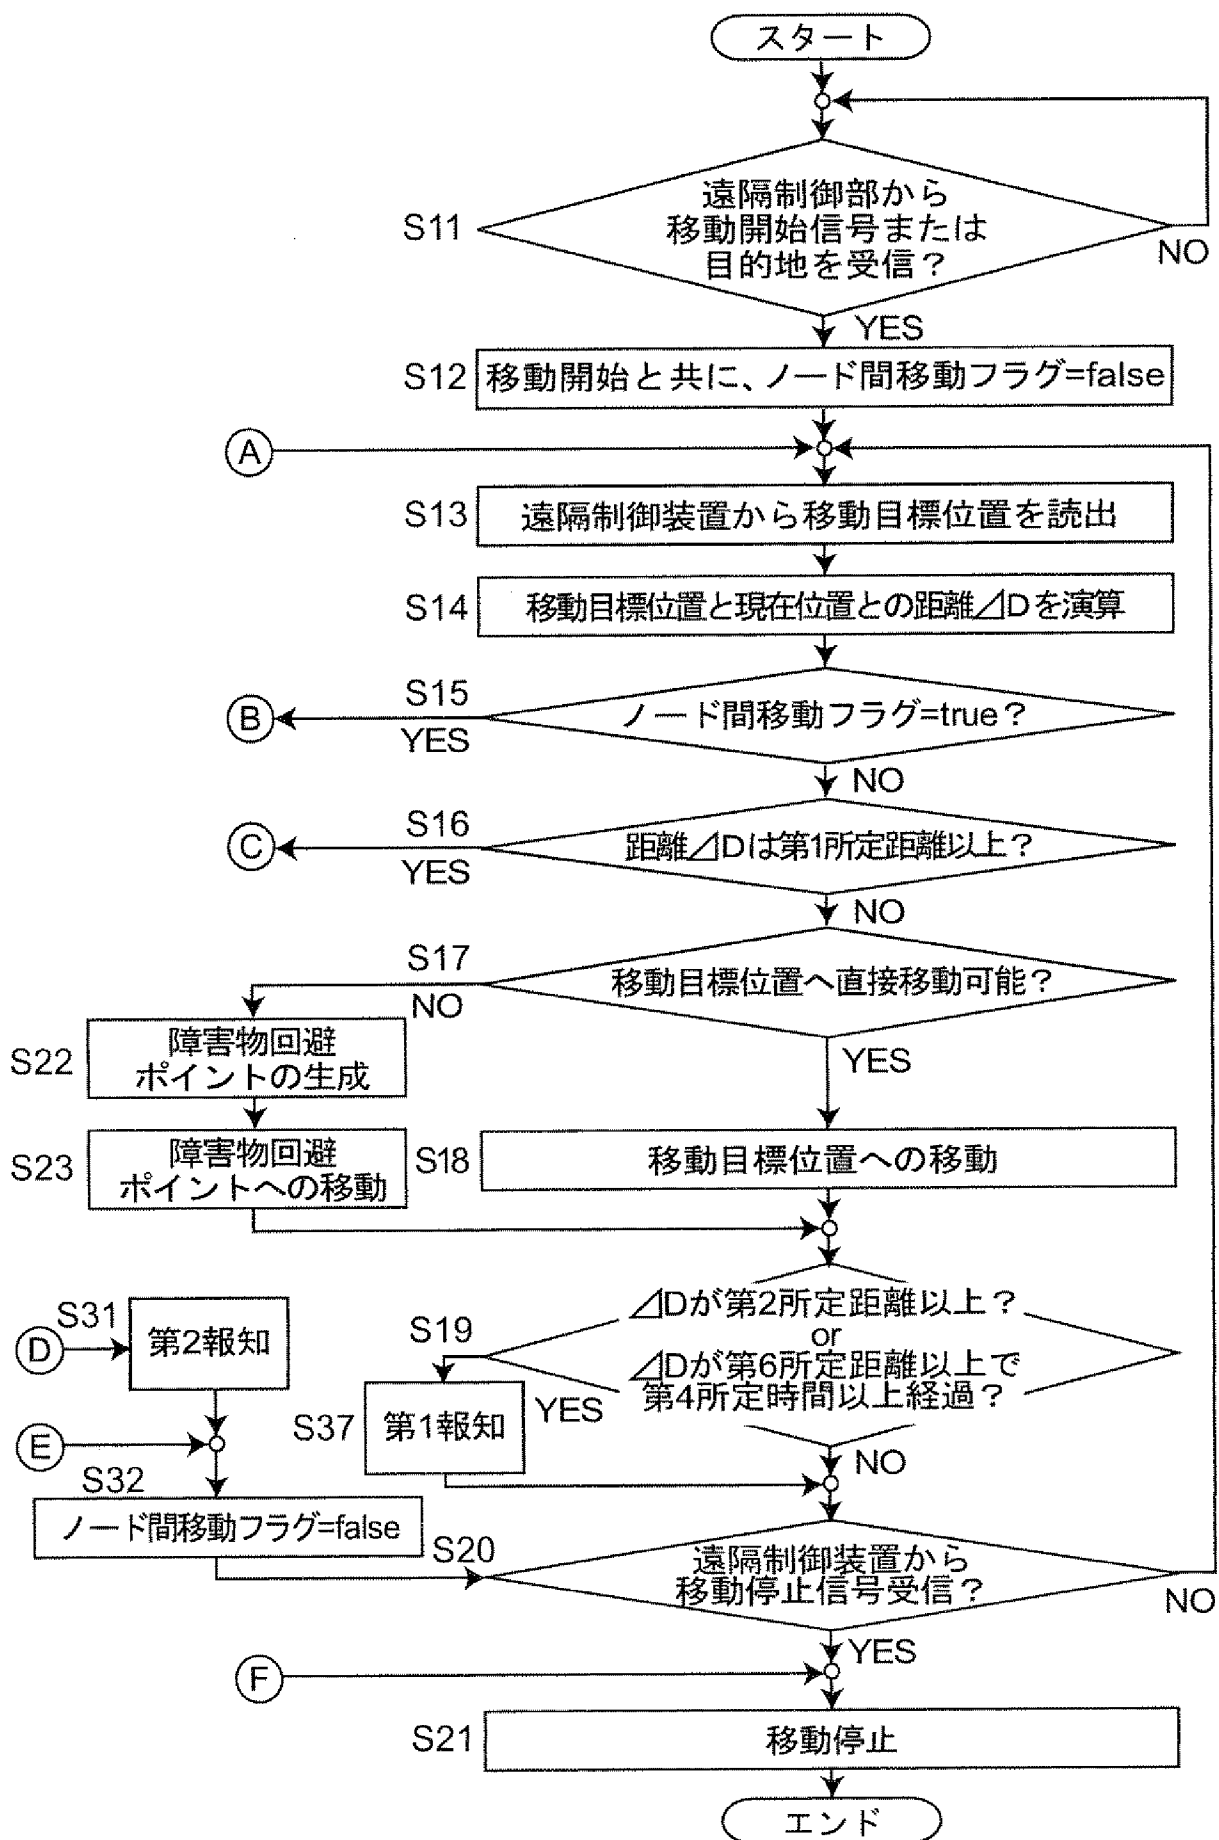 スタート
遠隔制御部から
移動開始信号または
目的地を受信？
S11
NO
YES
S12
移動開始と共に、ノード間移動フラグ=false
A
S13
遠隔制御装置から移動目標位置を読出
S14
移動目標位置と現在位置との距離⊿Dを演算
S15
B
YES
ノード間移動フラグ=true？
NO
S16
C
YES
距離⊿Dは第1所定距離以上？
NO
S17
NO
移動目標位置へ直接移動可能？
YES
S22
障害物回避
ポイントの生成
S23
障害物回避
ポイントへの移動
S18
移動目標位置への移動
S31
D
第2報知
S19
⊿Dが第2所定距離以上？
or
⊿Dが第6所定距離以上で
第4所定時間以上経過？
YES
S37
第1報知
NO
E
S32
ノード間移動フラグ=false
S20
遠隔制御装置から
移動停止信号受信？
NO
YES
F
S21
移動停止
エンド